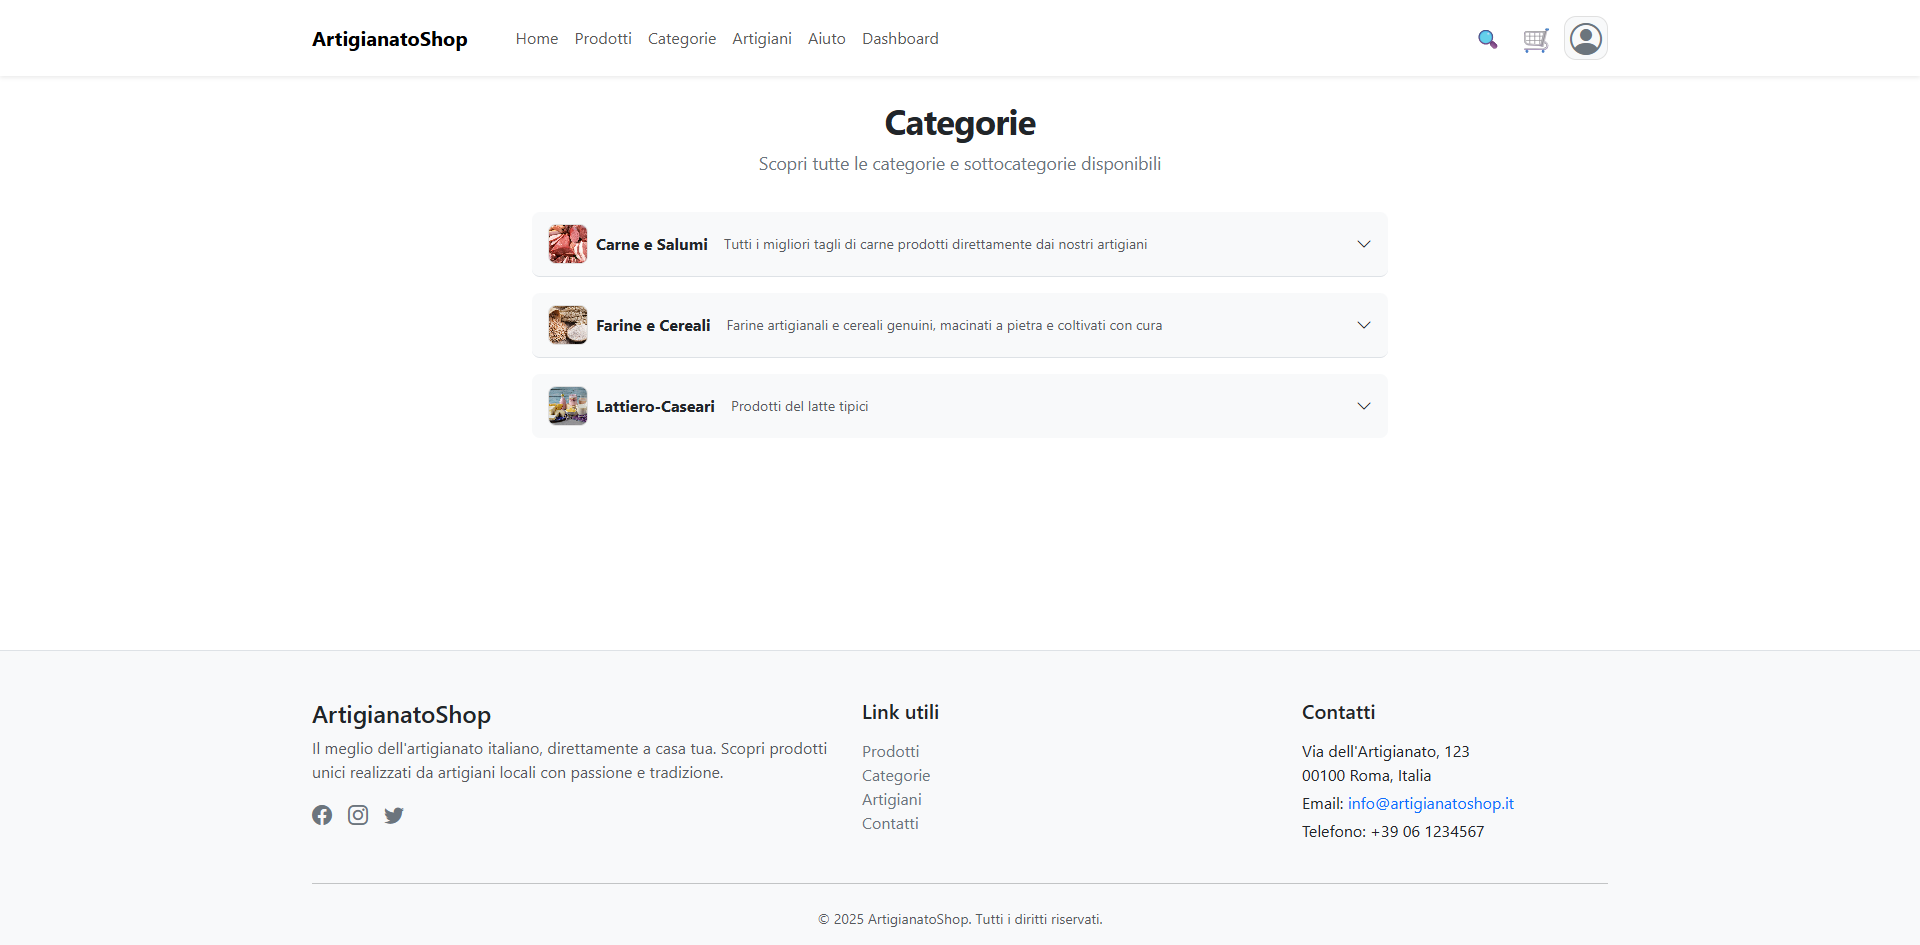 ArtigianatoShop Home Prodotti Categorie Artigiani Aiuto Dashboard
Categorie
Scopri tutte le categorie e sottocategorie disponibili
Carne e Salumi Tutti i migliori tagli di carne prodotti direttamente dai nostri artigiani
Farine e Cereali Farine artigianali e cereali genuini, macinati a pietra e coltivati con cura
Lattiero-Caseari Prodotti del latte tipici
ArtigianatoShop
Il meglio dell'artigianato italiano, direttamente a casa tua. Scopri prodotti
unici realizzati da artigiani locali con passione e tradizione.
Link utili
Prodotti
Categorie
Artigiani
Contatti
Contatti
Via dell'Artigianato, 123
00100 Roma, Italia
Email: info@artigianatoshop.it
Telefono: +39 06 1234567
© 2025 ArtigianatoShop. Tutti i diritti riservati.